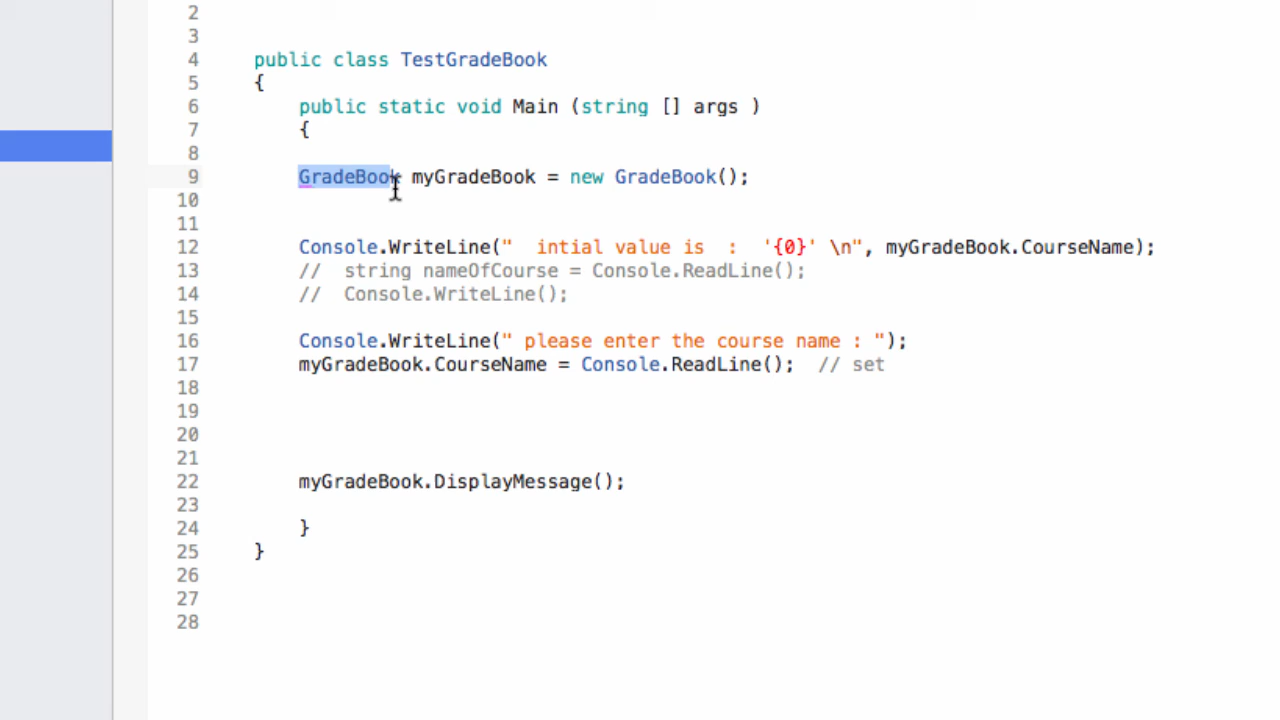 2
3
4 public class TestGradeBook
5 {
6 public static void Main (string [] args )
7 {
8
9 GradeBook myGradeBook = new GradeBook();
10
11
12 Console.WriteLine("  intial value is  :  '{0}' \n", myGradeBook.CourseName);
13 //  string nameOfCourse = Console.ReadLine();
14 //  Console.WriteLine();
15
16 Console.WriteLine(" please enter the course name : ");
17 myGradeBook.CourseName = Console.ReadLine();  // set
18
19
20
21
22 myGradeBook.DisplayMessage();
23
24 }
25 }
26
27
28